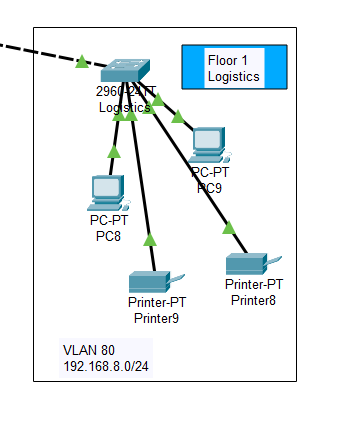 Floor 1
Logistics
2960-24TT
Logistics
PC-PT
PC9
PC-PT
PC8
Printer-PT
Printer8
Printer-PT
Printer9
VLAN 80
192.168.8.0/24